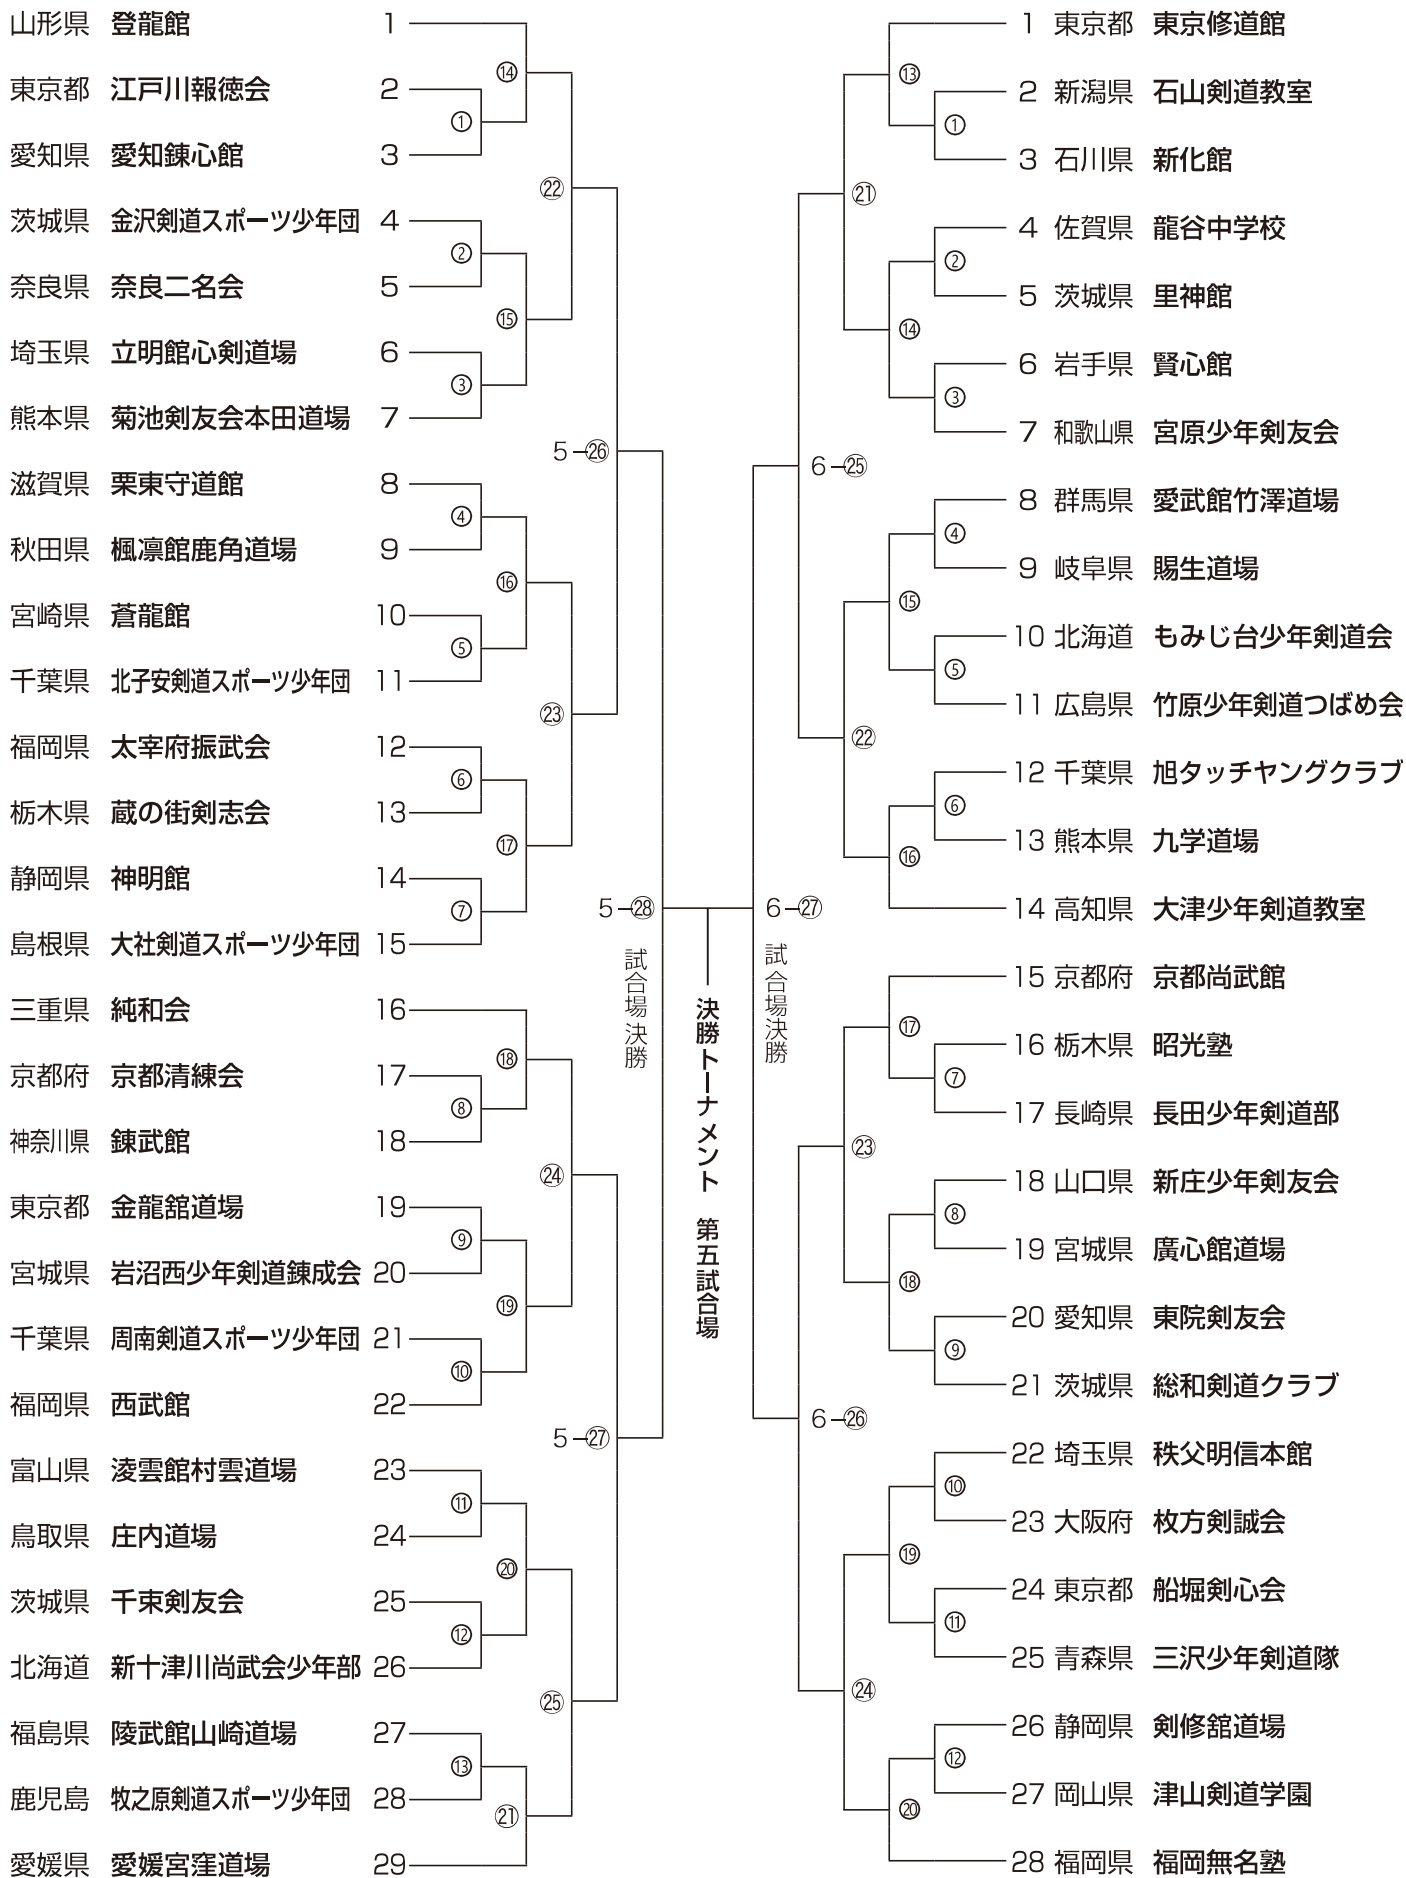 山形県 登龍館 1
東京都 江戸川報徳会 2
愛知県 愛知錬心館 3
茨城県 金沢剣道スポーツ少年団 4
奈良県 奈良二名会 5
埼玉県 立明館心剣道場 6
熊本県 菊池剣友会本田道場 7
滋賀県 栗東守道館 8
秋田県 楓凛館鹿角道場 9
宮崎県 蒼龍館 10
千葉県 北子安剣道スポーツ少年団 11
福岡県 太宰府振武会 12
栃木県 蔵の街剣志会 13
静岡県 神明館 14
島根県 大社剣道スポーツ少年団 15
三重県 純和会 16
京都府 京都清練会 17
神奈川県 錬武館 18
東京都 金龍舘道場 19
宮城県 岩沼西少年剣道錬成会 20
千葉県 周南剣道スポーツ少年団 21
福岡県 西武館 22
富山県 淩雲館村雲道場 23
鳥取県 庄内道場 24
茨城県 千束剣友会 25
北海道 新十津川尚武会少年部 26
福島県 陵武館山崎道場 27
鹿児島 牧之原剣道スポーツ少年団 28
愛媛県 愛媛宮窪道場 29
①
②
③
④
⑤
⑥
⑦
⑧
⑨
⑩
⑪
⑫
⑬
⑭
⑮
⑯
⑰
⑱
⑲
⑳
㉑
㉒
㉓
㉔
㉕
5–㉖
5–㉗
5–㉘
試合場決勝
決勝トーナメント 第五試合場
6–㉗
試合場決勝
6–㉕
6–㉖
㉑
㉒
㉓
㉔
⑬
⑭
⑮
⑯
⑰
⑱
⑲
⑳
①
②
③
④
⑤
⑥
⑦
⑧
⑨
⑩
⑪
⑫
1 東京都 東京修道館
2 新潟県 石山剣道教室
3 石川県 新化館
4 佐賀県 龍谷中学校
5 茨城県 里神館
6 岩手県 賢心館
7 和歌山県 宮原少年剣友会
8 群馬県 愛武館竹澤道場
9 岐阜県 賜生道場
10 北海道 もみじ台少年剣道会
11 広島県 竹原少年剣道つばめ会
12 千葉県 旭タッチヤングクラブ
13 熊本県 九学道場
14 高知県 大津少年剣道教室
15 京都府 京都尚武館
16 栃木県 昭光塾
17 長崎県 長田少年剣道部
18 山口県 新庄少年剣友会
19 宮城県 廣心館道場
20 愛知県 東院剣友会
21 茨城県 総和剣道クラブ
22 埼玉県 秩父明信本館
23 大阪府 枚方剣誠会
24 東京都 船堀剣心会
25 青森県 三沢少年剣道隊
26 静岡県 剣修舘道場
27 岡山県 津山剣道学園
28 福岡県 福岡無名塾